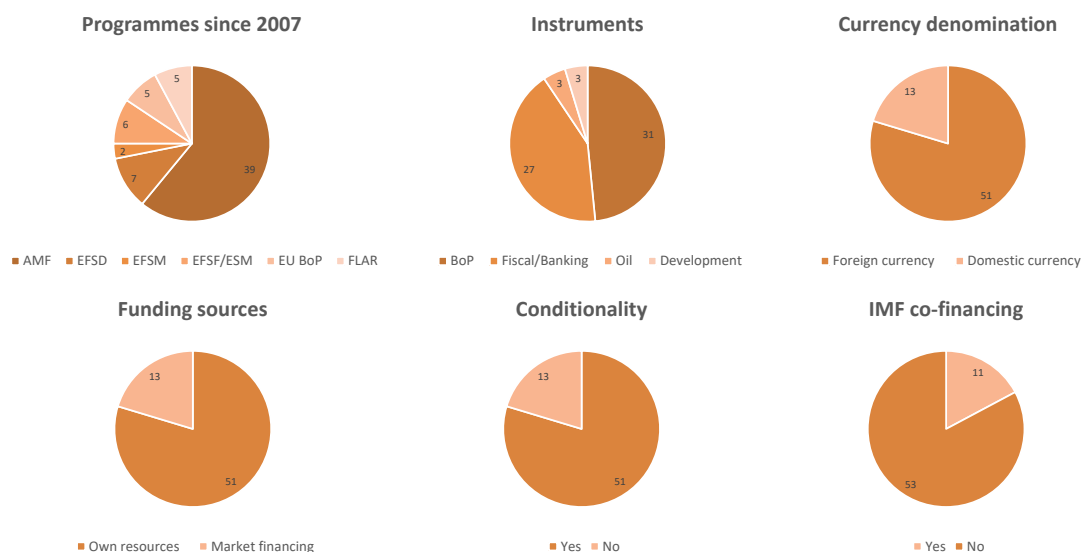 Programmes since 2007
5
5
6
2
7
39
AMF EFSD EFSM EFSF/ESM EU BoP FLAR
Instruments
3
3
31
27
BoP Fiscal/Banking Oil Development
Currency denomination
13
51
Foreign currency Domestic currency
Funding sources
13
51
Own resources Market financing
Conditionality
13
51
Yes No
IMF co-financing
11
53
Yes No